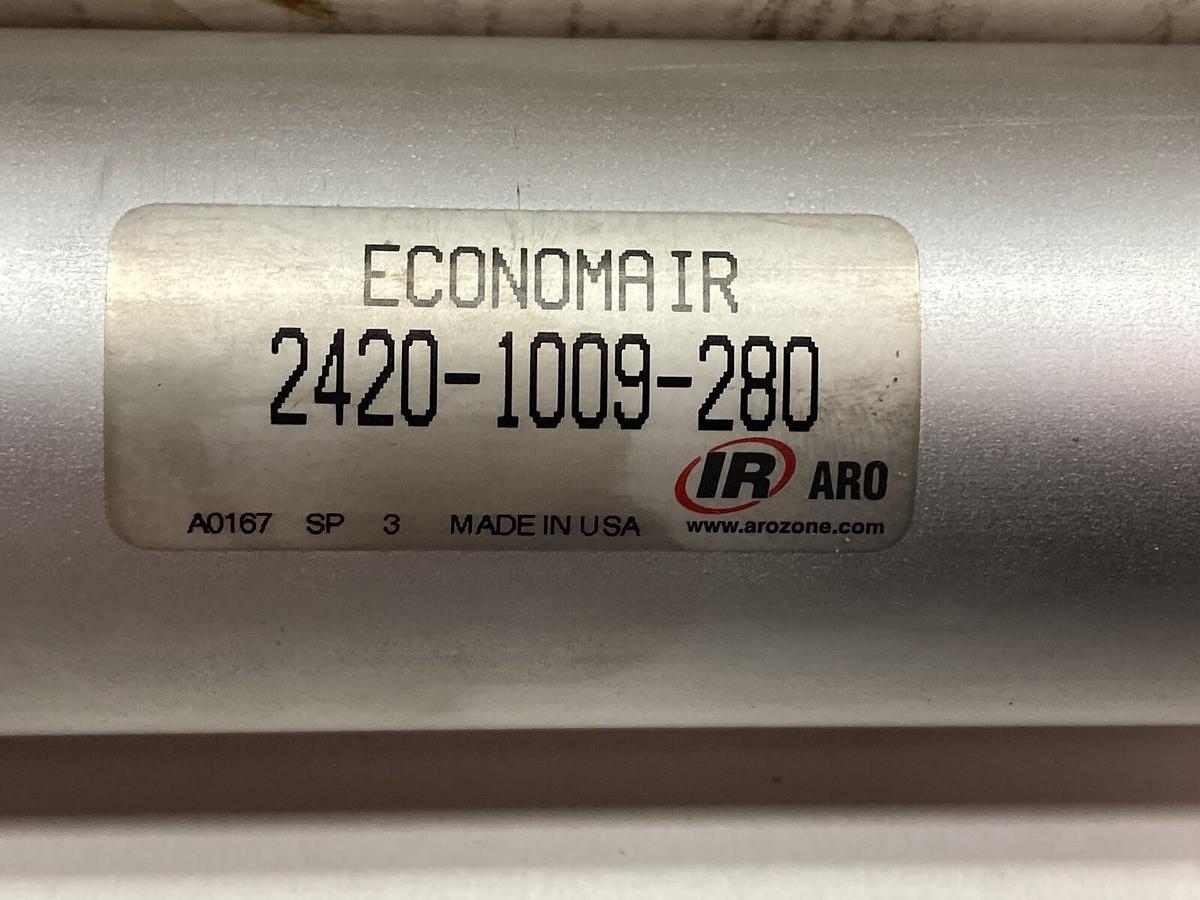 ECONOMAIR
2420-1009-280
IR ARO
A0167 SP 3 MADE IN USA www.arozone.com